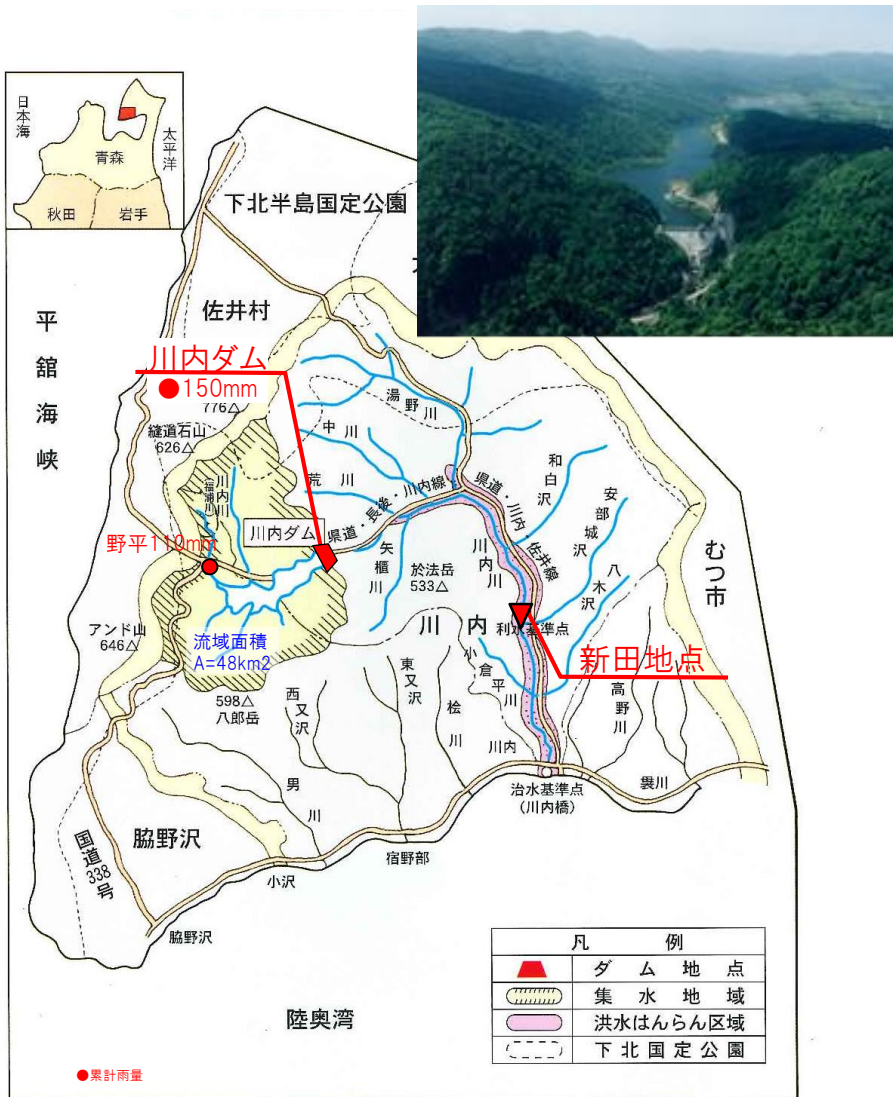 日本海
太平洋
青森
秋田
岩手
下北半島国定公園
佐井村
平舘海峡
川内ダム
●150mm
776△
縫道石山
626△
湯野川
中川
荒川
川内川
(福浦川)
川内ダム
県道・長後・川内線
県道・川内・佐井線
和白沢
安部城沢
八木沢
野平110mm
矢櫃川
於法岳
533△
川内川
むつ市
アンド山
646△
流域面積
A=48km2
川内
利水基準点
新田地点
598△
八郎岳
西又沢
東又沢
桧川
小倉平川
川内
高野川
男川
治水基準点
(川内橋)
脇野沢
国道338号
小沢
宿野部
脇野沢
陸奥湾
凡例
ダム地点
集水地域
洪水はんらん区域
下北国定公園
●累計雨量